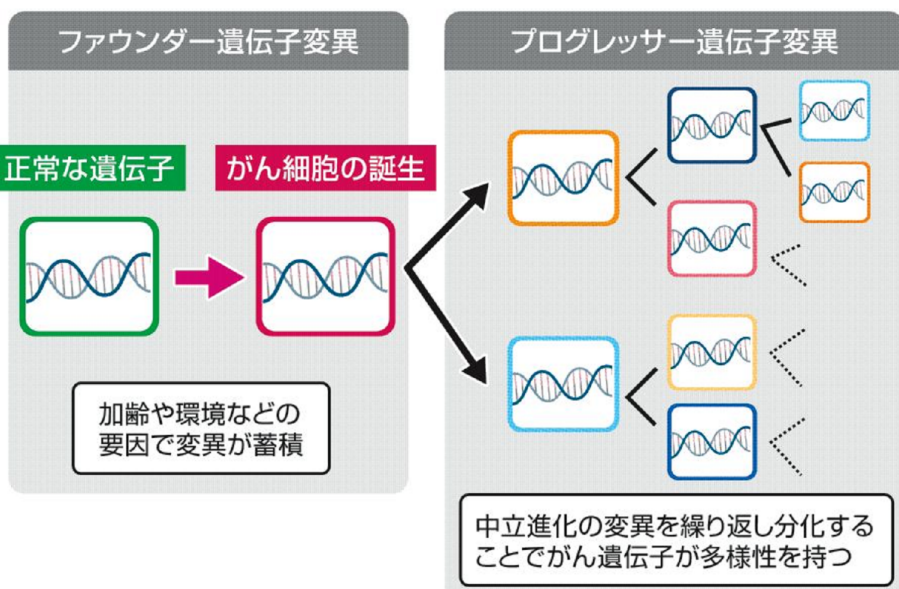 ファウンダー遺伝子変異
正常な遺伝子
がん細胞の誕生
加齢や環境などの
要因で変異が蓄積
プログレッサー遺伝子変異
中立進化の変異を繰り返し分化する
ことでがん遺伝子が多様性を持つ